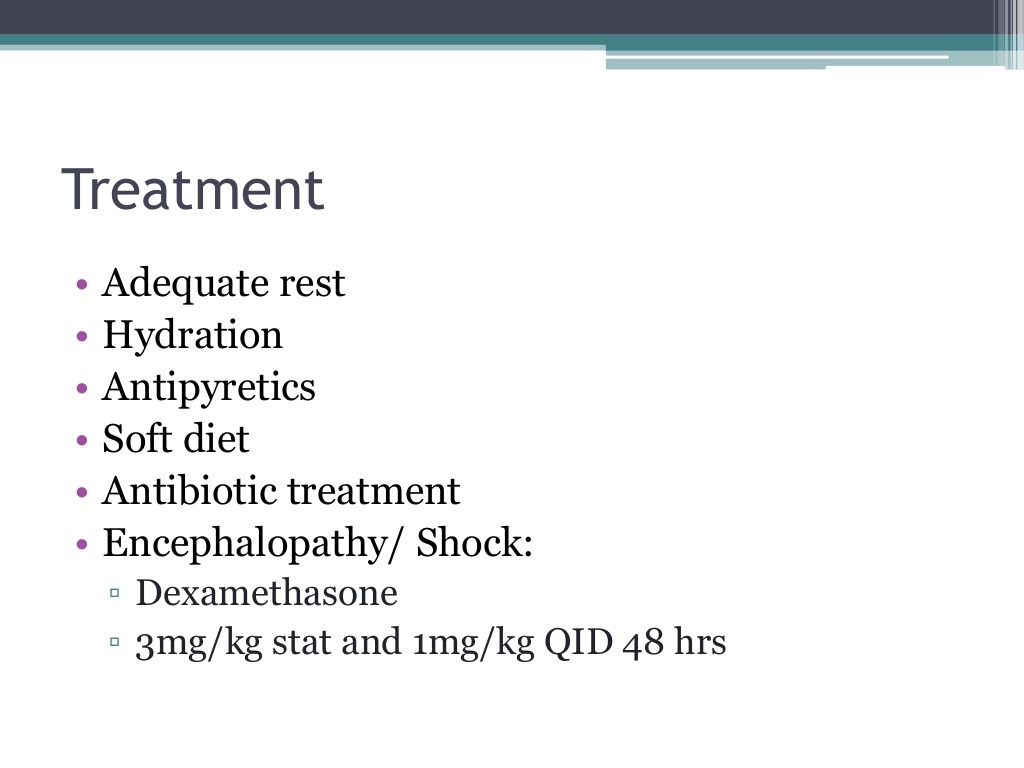 Treatment
• Adequate rest
• Hydration
• Antipyretics
• Soft diet
• Antibiotic treatment
• Encephalopathy/ Shock:
▫ Dexamethasone
▫ 3mg/kg stat and 1mg/kg QID 48 hrs